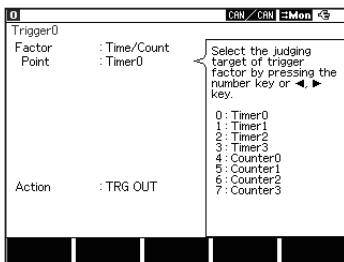 0 CAN/CAN Mon
Trigger0
Factor : Time/Count
Point : Timer0
Select the judging
target of trigger
factor by pressing the
number key or ◄, ►
key.
0 : Timer0
1 : Timer1
2 : Timer2
3 : Timer3
4 : Counter0
5 : Counter1
6 : Counter2
7 : Counter3
Action : TRG OUT